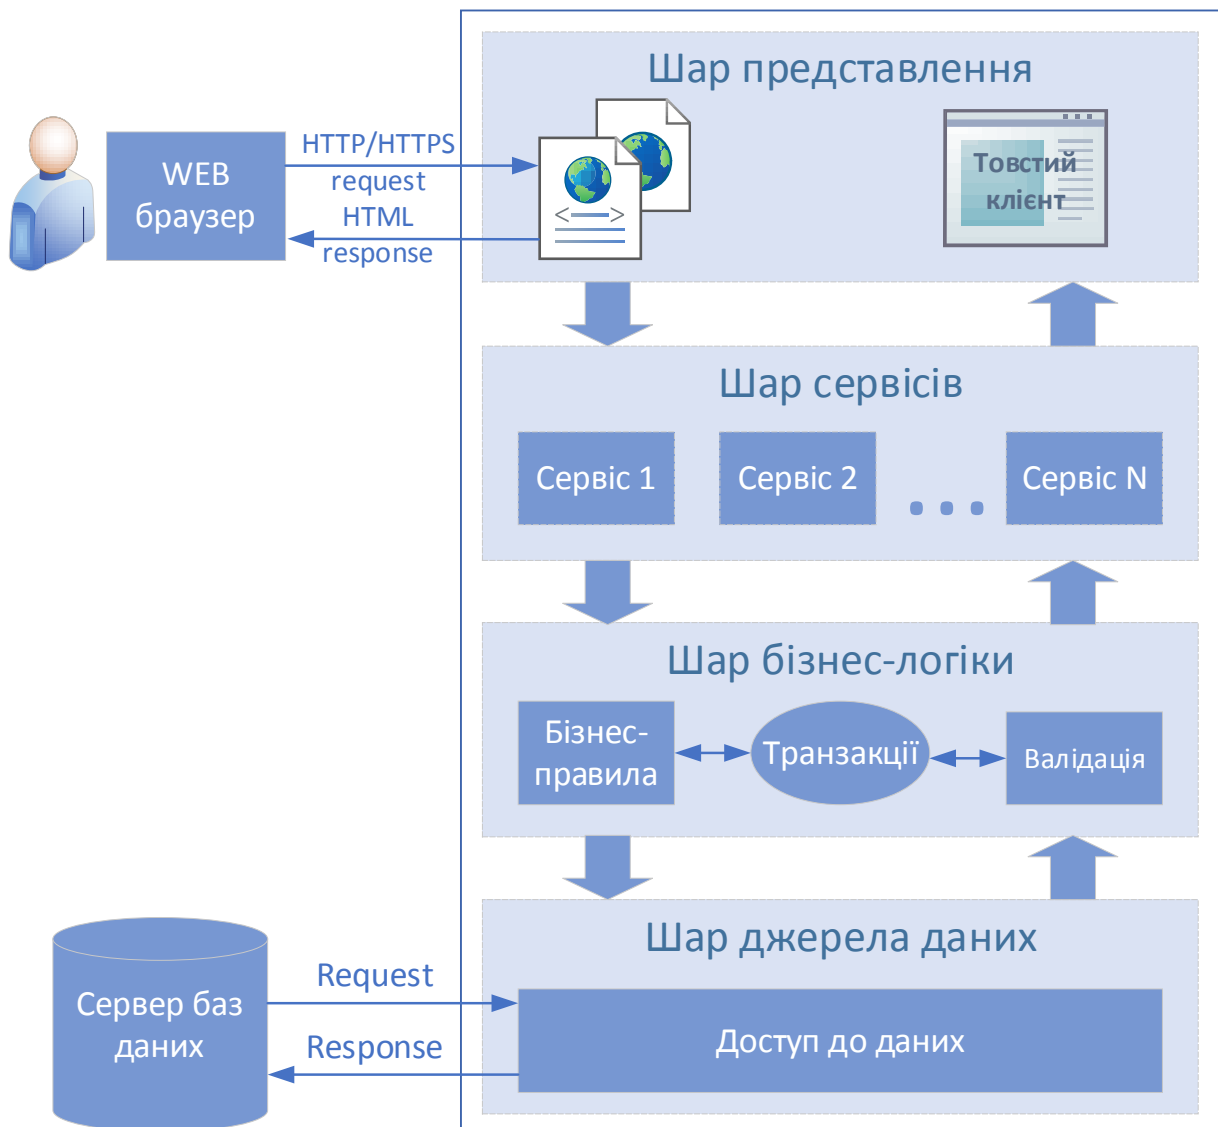 Шар представлення
WEB
браузер
HTTP/HTTPS
request
HTML
response
Товстий
клієнт
Шар сервісів
Сервіс 1
Сервіс 2
...
Сервіс N
Шар бізнес-логіки
Бізнес-
правила
Транзакції
Валідація
Шар джерела даних
Сервер баз
даних
Request
Response
Доступ до даних